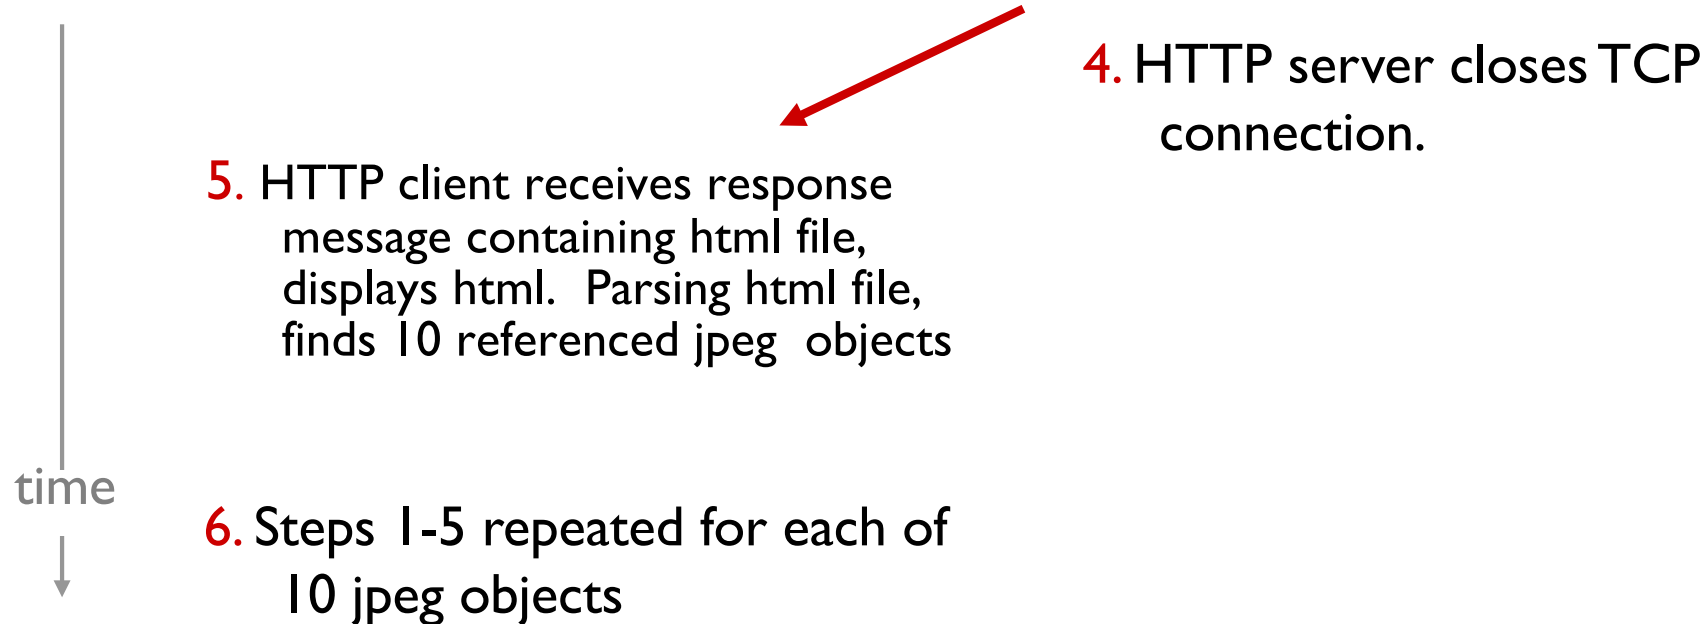 4. HTTP server closes TCP
connection.
5. HTTP client receives response
message containing html file,
displays html.  Parsing html file,
finds 10 referenced jpeg  objects
time
6. Steps 1-5 repeated for each of
10 jpeg objects